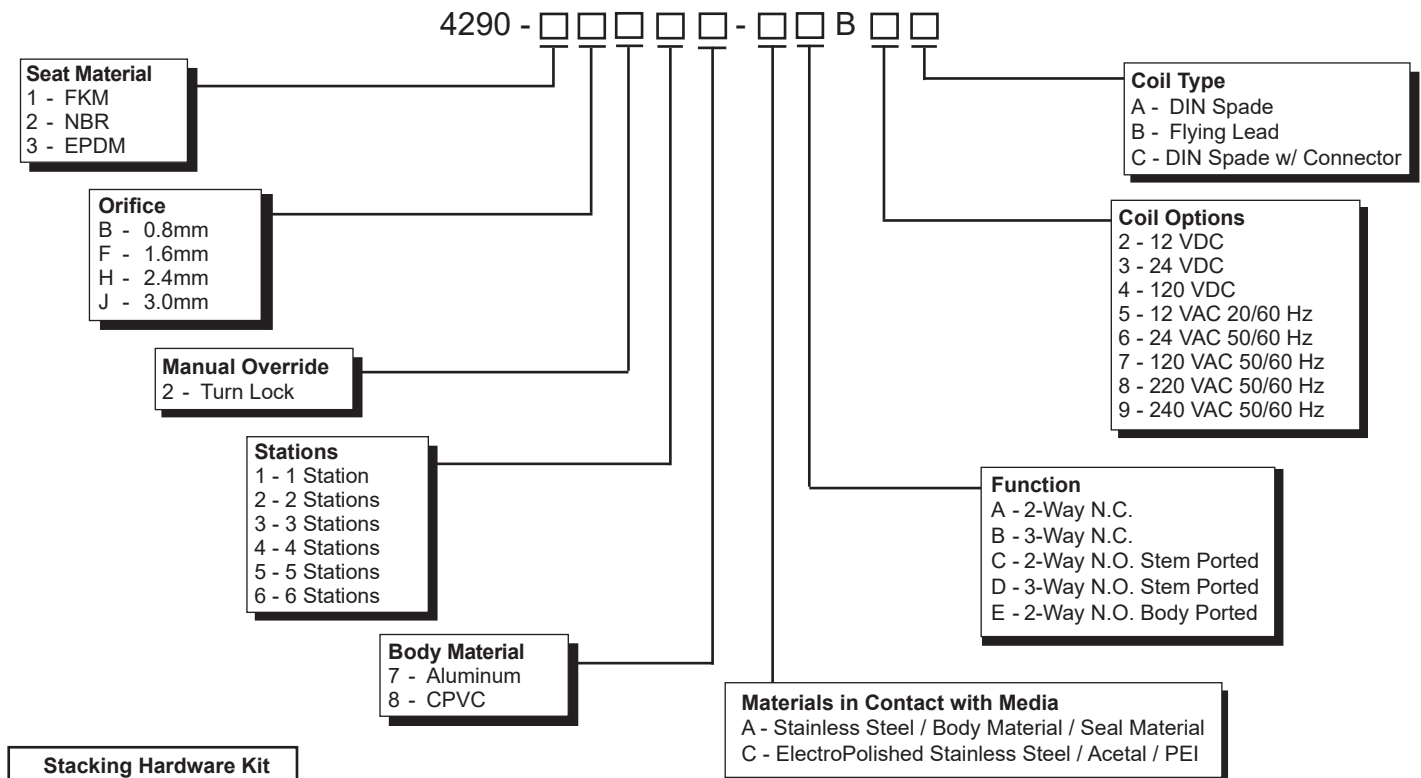 4290 - □ □ □ □ □ - □ □ B □ □
Seat Material
1 - FKM
2 - NBR
3 - EPDM
Orifice
B - 0.8mm
F - 1.6mm
H - 2.4mm
J - 3.0mm
Manual Override
2 - Turn Lock
Stations
1 - 1 Station
2 - 2 Stations
3 - 3 Stations
4 - 4 Stations
5 - 5 Stations
6 - 6 Stations
Body Material
7 - Aluminum
8 - CPVC
Stacking Hardware Kit
Coil Type
A - DIN Spade
B - Flying Lead
C - DIN Spade w/ Connector
Coil Options
2 - 12 VDC
3 - 24 VDC
4 - 120 VDC
5 - 12 VAC 20/60 Hz
6 - 24 VAC 50/60 Hz
7 - 120 VAC 50/60 Hz
8 - 220 VAC 50/60 Hz
9 - 240 VAC 50/60 Hz
Function
A - 2-Way N.C.
B - 3-Way N.C.
C - 2-Way N.O. Stem Ported
D - 3-Way N.O. Stem Ported
E - 2-Way N.O. Body Ported
Materials in Contact with Media
A - Stainless Steel / Body Material / Seal Material
C - ElectroPolished Stainless Steel / Acetal / PEI